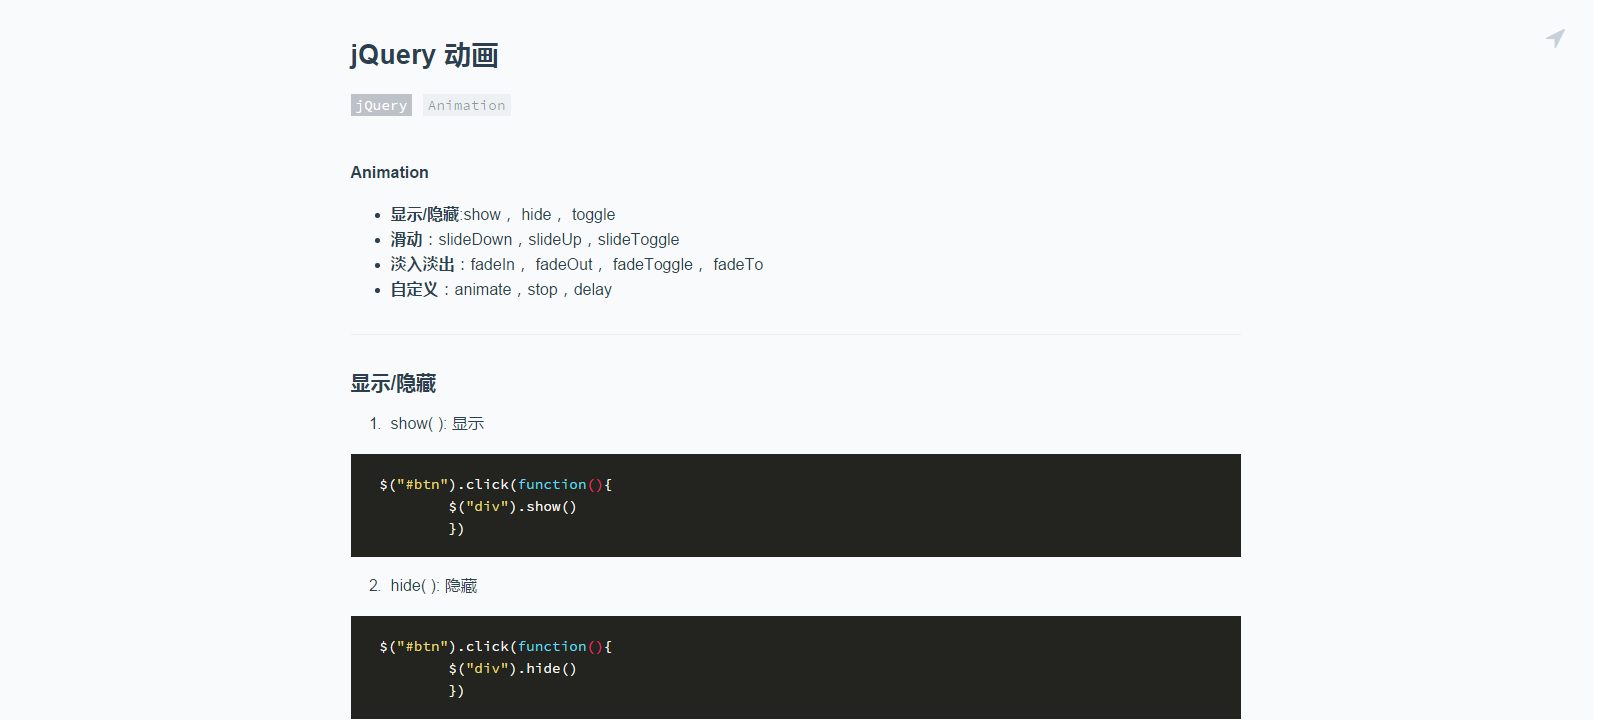 jQuery 动画
jQuery Animation
Animation
显示/隐藏:show， hide， toggle
滑动：slideDown，slideUp，slideToggle
淡入淡出：fadeIn， fadeOut， fadeToggle， fadeTo
自定义：animate，stop，delay
显示/隐藏
1. show( ): 显示
$("#btn").click(function(){
$("div").show()
})
2. hide( ): 隐藏
$("#btn").click(function(){
$("div").hide()
})